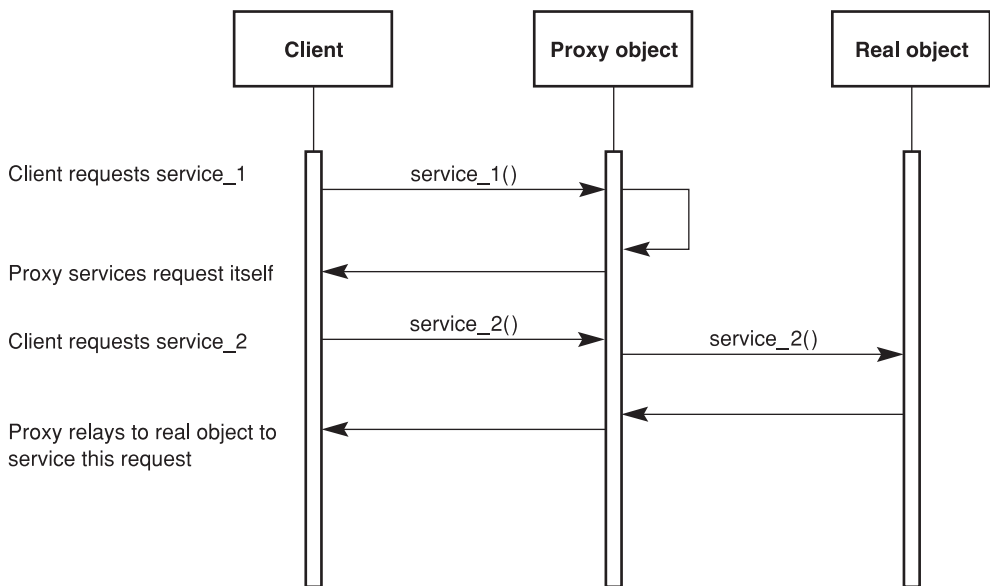 Client
Proxy object
Real object
Client requests service_1
service_1()
Proxy services request itself
Client requests service_2
service_2()
service_2()
Proxy relays to real object to
service this request